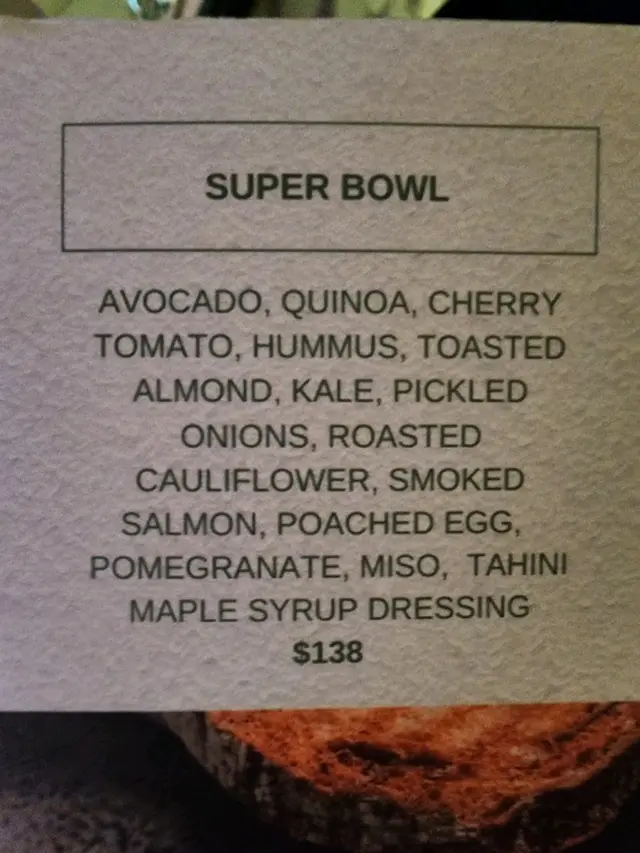 SUPER BOWL
AVOCADO, QUINOA, CHERRY
TOMATO, HUMMUS, TOASTED
ALMOND, KALE, PICKLED
ONIONS, ROASTED
CAULIFLOWER, SMOKED
SALMON, POACHED EGG,
POMEGRANATE, MISO, TAHINI
MAPLE SYRUP DRESSING
$138